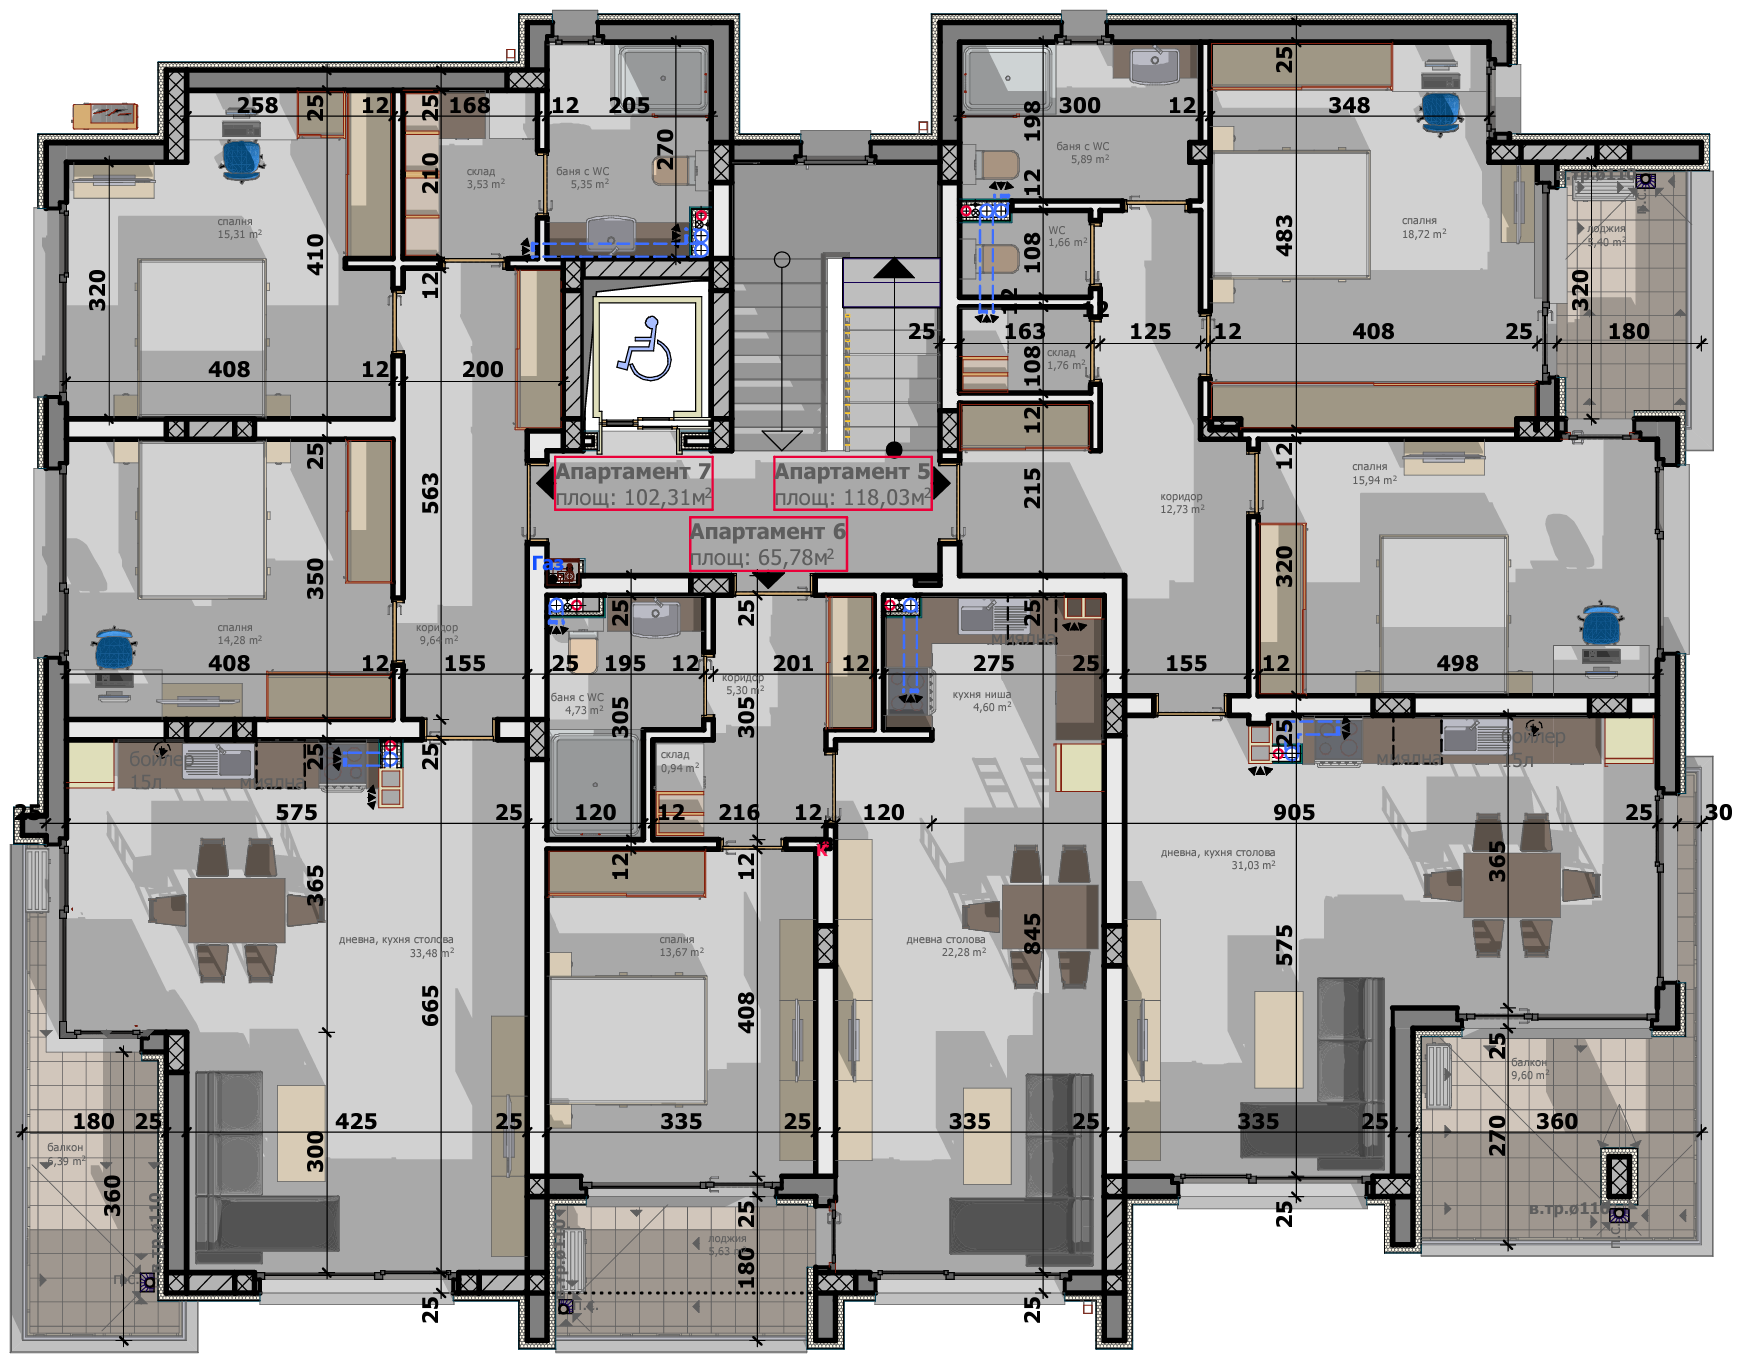 258
25
12
25
168
12
205
270
198
300
12
25
348
в.тр.ø110
баня с WC
5,89 m²
баня с WC
5,35 m²
склад
3,53 m²
210
12
WC
1,66 m²
108
спалня
15,31 m²
410
спалня
18,72 m²
483
лоджия
5,40 m²
320
12
320
12
12
25
163
125
12
408
25
180
склад
1,76 m²
108
408
12
200
12
25
563
Апартамент 7
площ: 102,31м²
Апартамент 5
площ: 118,03м²
Апартамент 6
площ: 65,78м²
215
коридор
12,73 m²
12
спалня
15,94 m²
Газ
350
320
25
25
25
миялна
спалня
14,28 m²
коридор
9,64 m²
408
12
155
25
195
12
201
12
275
25
155
12
498
коридор
5,30 m²
кухня ниша
4,60 m²
баня с WC
4,73 m²
305
305
25
25
25
бойлер
15л
миялна
склад
0,94 m²
миялна
бойлер
15л
25
575
25
120
12
216
12
120
905
25
30
к
12
12
365
дневна, кухня столова
31,03 m²
365
дневна, кухня столова
33,48 m²
спалня
13,67 m²
дневна столова
22,28 m²
845
575
665
408
25
балкон
9,60 m²
180
25
425
25
335
25
335
25
335
25
360
270
балкон
6,39 m²
300
360
в.тр.ø110
п.с.
25
25
в.тр.ø110
лоджия
5,63 m²
180
25
25